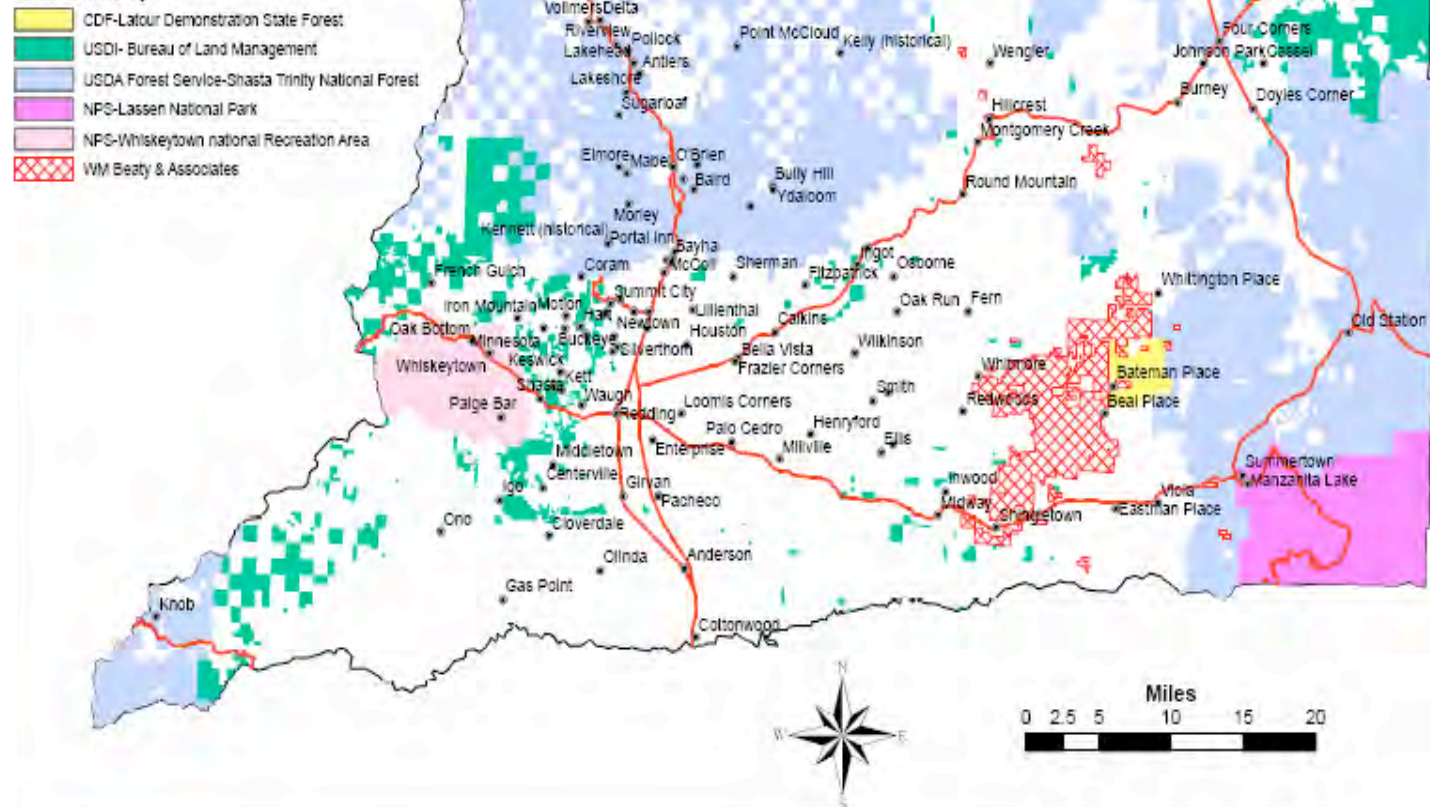 CDF-Latour Demonstration State Forest
USDI- Bureau of Land Management
USDA Forest Service-Shasta Trinity National Forest
NPS-Lassen National Park
NPS-Whiskeytown national Recreation Area
WM Beaty & Associates
Vollmers Delta
Riverview
Pollock
Lakehead
Antlers
Lakeshore
Sugarloaf
Point McCloud
Kelly (historical)
Wengler
Four Corners
Johnson Park Cassel
Burney
Doyles Corner
Hillcrest
Montgomery Creek
Elmore Mabel O'Brien
Baird
Bully Hill
Ydaloom
Round Mountain
Morley
Kennett (historical)
Portal Inn
Bayha
McColl
Sherman
Ingot
Fitzpatrick
Osborne
French Gulch
Coram
Whittington Place
Summit City
Iron Mountain Motion
Hart
Newtown
Lilienthal
Oak Run
Fern
Old Station
Oak Bottom
Minnesota
Buckeye
Silverthorn
Houston
Calkins
Bella Vista
Frazier Corners
Wilkinson
Whiskeytown
Keswick
Kett
Shasta
Whitmore
Bateman Place
Smith
Paige Bar
Waugh
Redding
Loomis Corners
Redwoods
Beal Place
Palo Cedro
Henryford
Enterprise
Millville
Ellis
Middletown
Centerville
Summertown
Manzanita Lake
Igo
Girvan
Pacheco
Inwood
Midway
Viola
Shingletown
Eastman Place
Ono
Cloverdale
Olinda
Anderson
Gas Point
Knob
Cottonwood
N
W
E
S
Miles
0 2.5 5 10 15 20